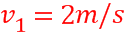 v₁ = 2m/s